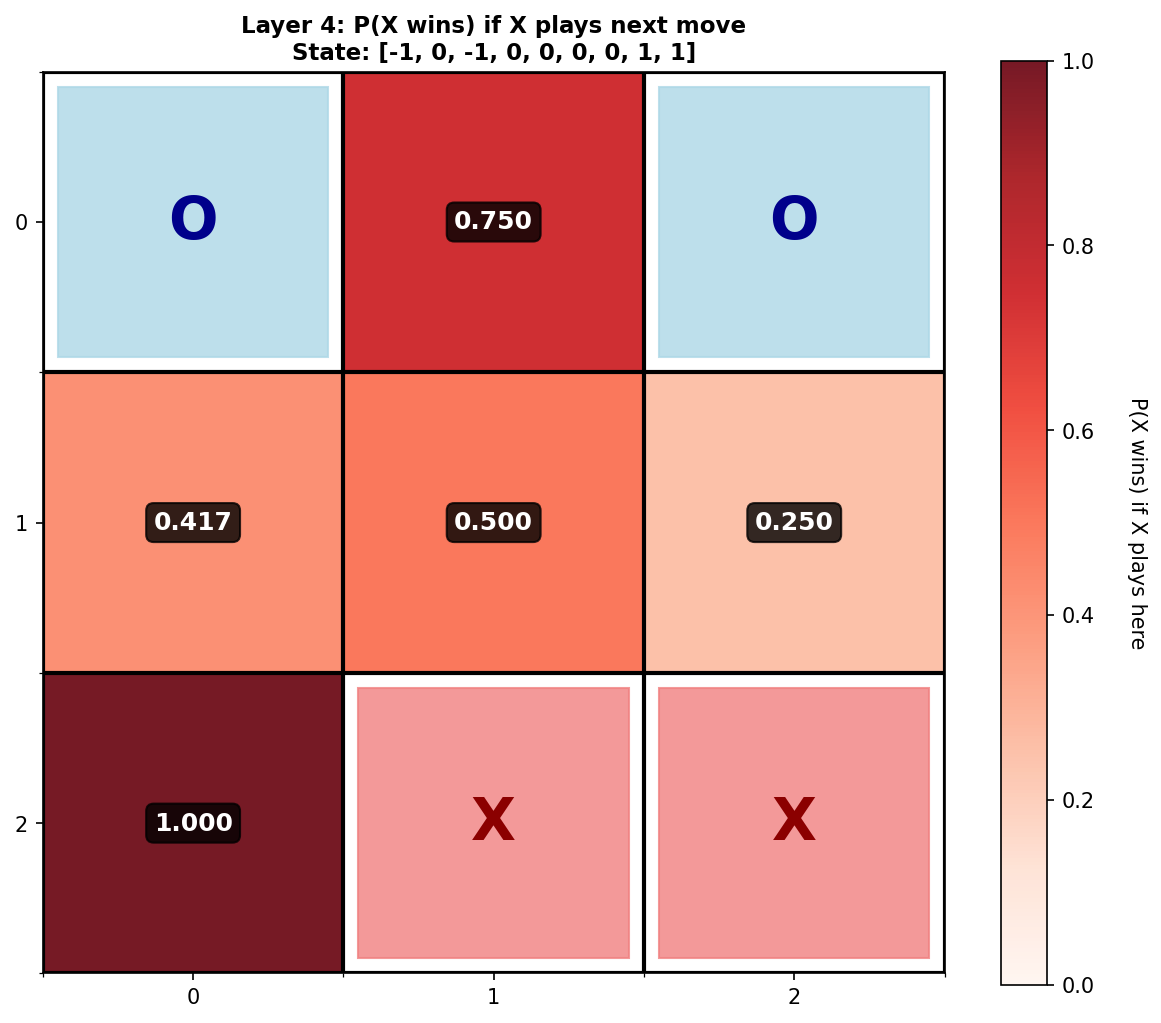 Layer 4: P(X wins) if X plays next move
State: [-1, 0, -1, 0, 0, 0, 0, 1, 1]
0
O
0.750
O
1
0.417
0.500
0.250
2
1.000
X
X
0
1
2
1.0
0.8
0.6
0.4
0.2
0.0
P(X wins) if X plays here